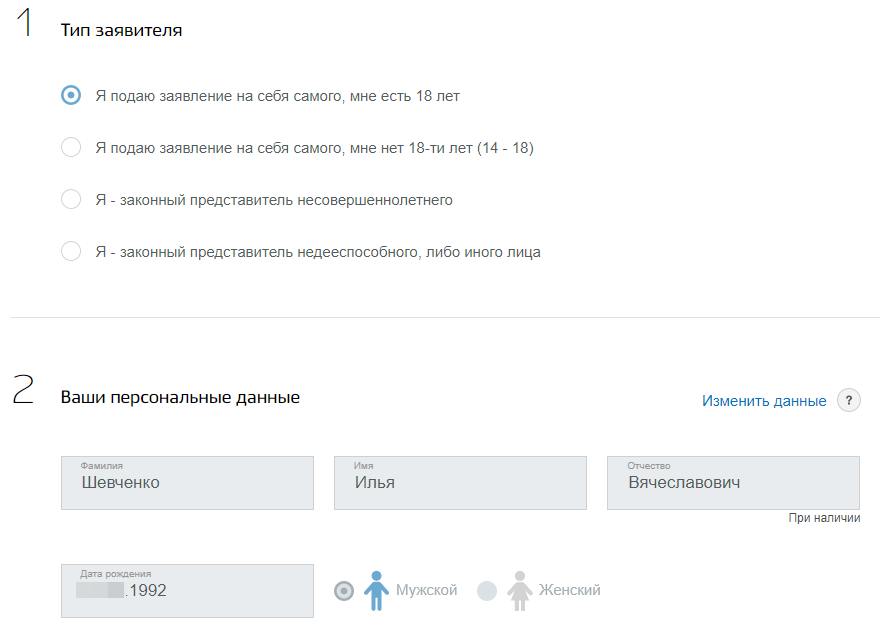 1
Тип заявителя
Я подаю заявление на себя самого, мне есть 18 лет
Я подаю заявление на себя самого, мне нет 18-ти лет (14 - 18)
Я - законный представитель несовершеннолетнего
Я - законный представитель недееспособного, либо иного лица
2
Ваши персональные данные
Изменить данные ?
Фамилия
Шевченко
Имя
Илья
Отчество
Вячеславович
При наличии
Дата рождения
.1992
Мужской
Женский